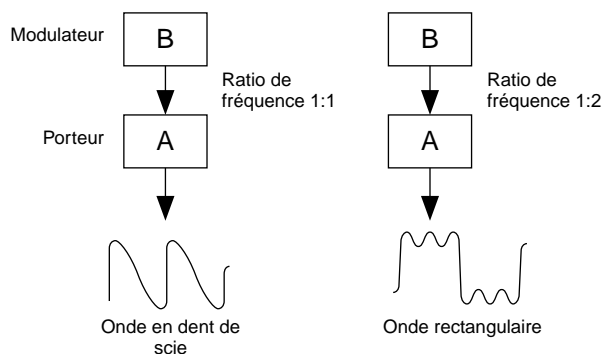 Modulateur
B
Ratio de
fréquence 1:1
Porteur
A
Onde en dent de
scie
B
Ratio de
fréquence 1:2
A
Onde rectangulaire